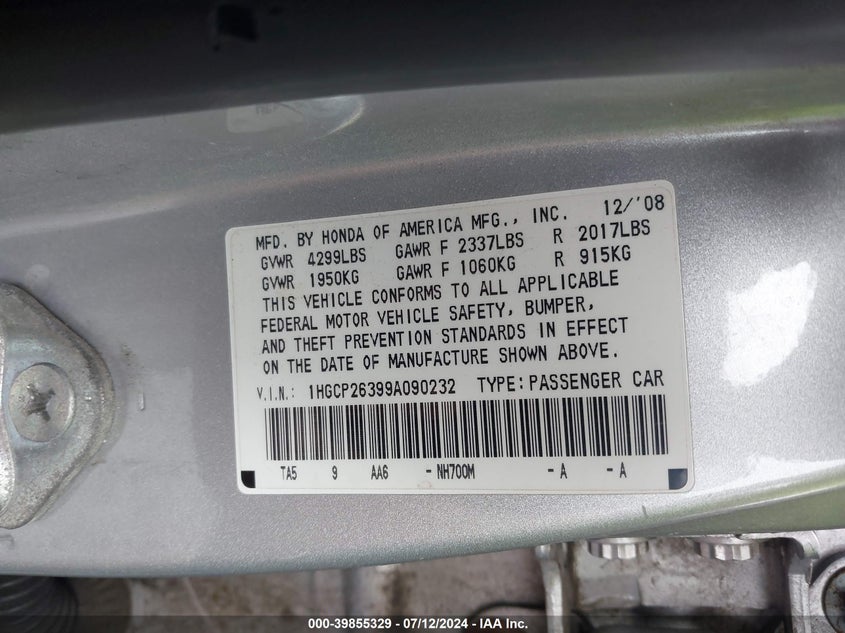 MFD. BY HONDA OF AMERICA MFG., INC. 12/'08
GVWR 4299LBS GAWR F 2337LBS R 2017LBS
GVWR 1950KG GAWR F 1060KG R 915KG
THIS VEHICLE CONFORMS TO ALL APPLICABLE
FEDERAL MOTOR VEHICLE SAFETY, BUMPER,
AND THEFT PREVENTION STANDARDS IN EFFECT
ON THE DATE OF MANUFACTURE SHOWN ABOVE.
V.I.N.: 1HGCP26399A090232 TYPE: PASSENGER CAR
TA5 9 AA6 -NH700M -A -A
000-39855329 - 07/12/2024 - IAA Inc.